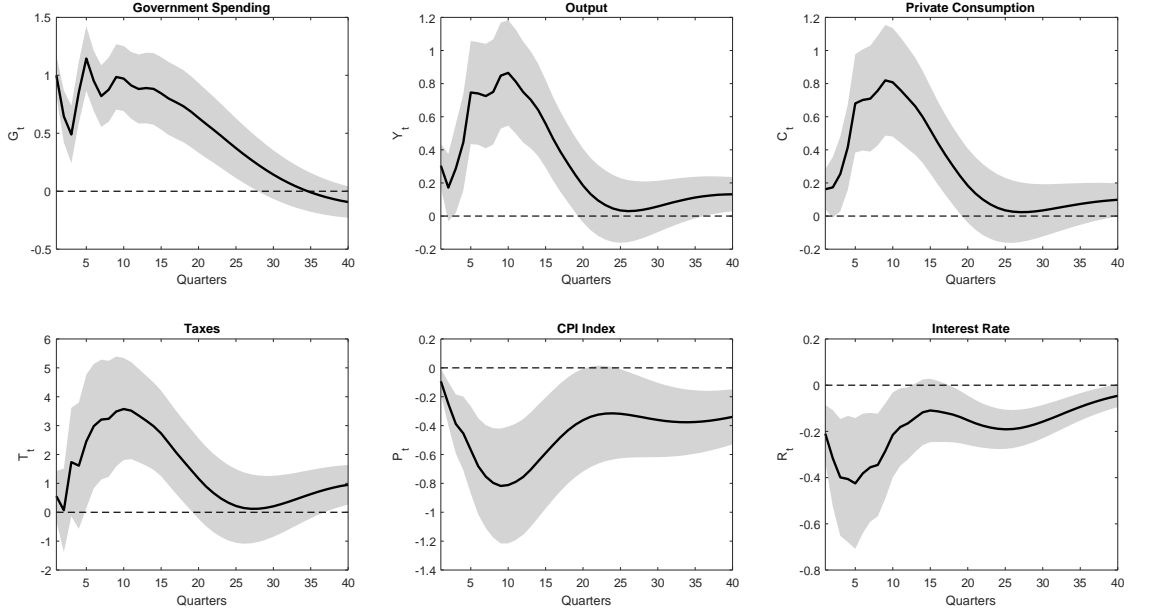 Government Spending
1.5
1
0.5
0
-0.5
G_t
5 10 15 20 25 30 35 40
Quarters
Output
1.2
1
0.8
0.6
0.4
0.2
0
-0.2
Y_t
5 10 15 20 25 30 35 40
Quarters
Private Consumption
1.2
1
0.8
0.6
0.4
0.2
0
-0.2
C_t
5 10 15 20 25 30 35 40
Quarters
Taxes
6
5
4
3
2
1
0
-1
-2
T_t
5 10 15 20 25 30 35 40
Quarters
CPI Index
0.2
0
-0.2
-0.4
-0.6
-0.8
-1
-1.2
-1.4
P_t
5 10 15 20 25 30 35 40
Quarters
Interest Rate
0.2
0
-0.2
-0.4
-0.6
-0.8
R_t
5 10 15 20 25 30 35 40
Quarters